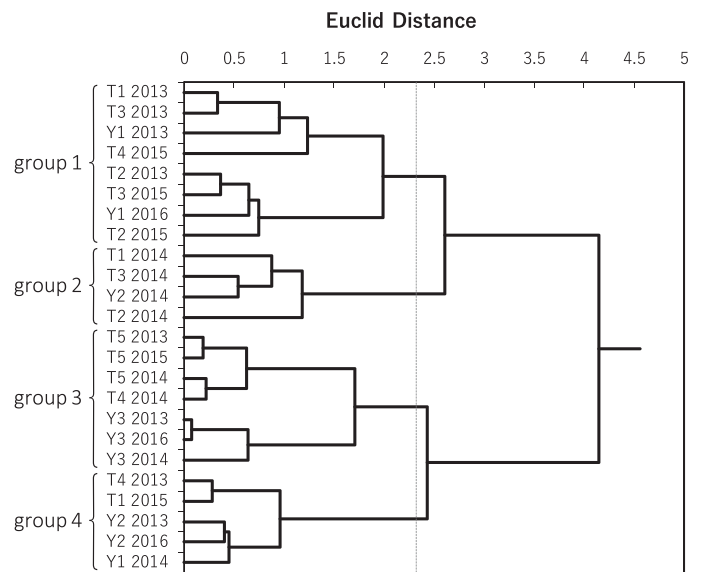 Euclid Distance
0 0.5 1 1.5 2 2.5 3 3.5 4 4.5 5
group 1
T1 2013
T3 2013
Y1 2013
T4 2015
T2 2013
T3 2015
Y1 2016
T2 2015
group 2
T1 2014
T3 2014
Y2 2014
T2 2014
group 3
T5 2013
T5 2015
T5 2014
T4 2014
Y3 2013
Y3 2016
Y3 2014
group 4
T4 2013
T1 2015
Y2 2013
Y2 2016
Y1 2014